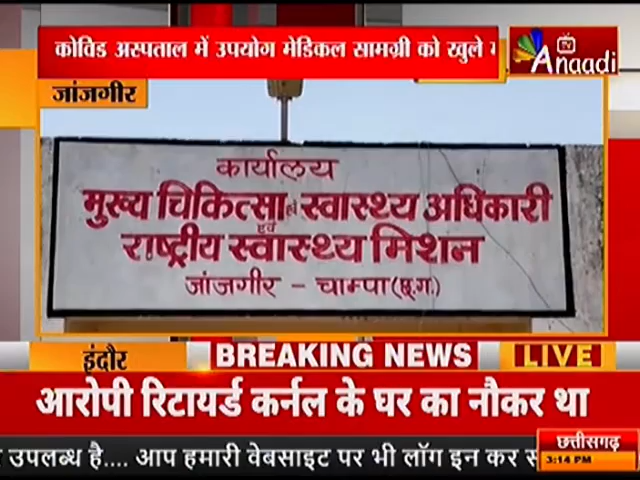 कोविड अस्पताल में उपयोग मेडिकल सामग्री को खुले
TV
Anaadi
जांजगीर
कार्यालय
मुख्य चिकित्सा एवं स्वास्थ्य अधिकारी
एवं
राष्ट्रीय स्वास्थ्य मिशन
जांजगीर - चाम्पा (छ.ग.)
इंदौर
BREAKING NEWS
LIVE
आरोपी रिटायर्ड कर्नल के घर का नौकर था
उपलब्ध है.... आप हमारी वेबसाइट पर भी लॉग इन कर
छत्तीसगढ़
3:14 PM